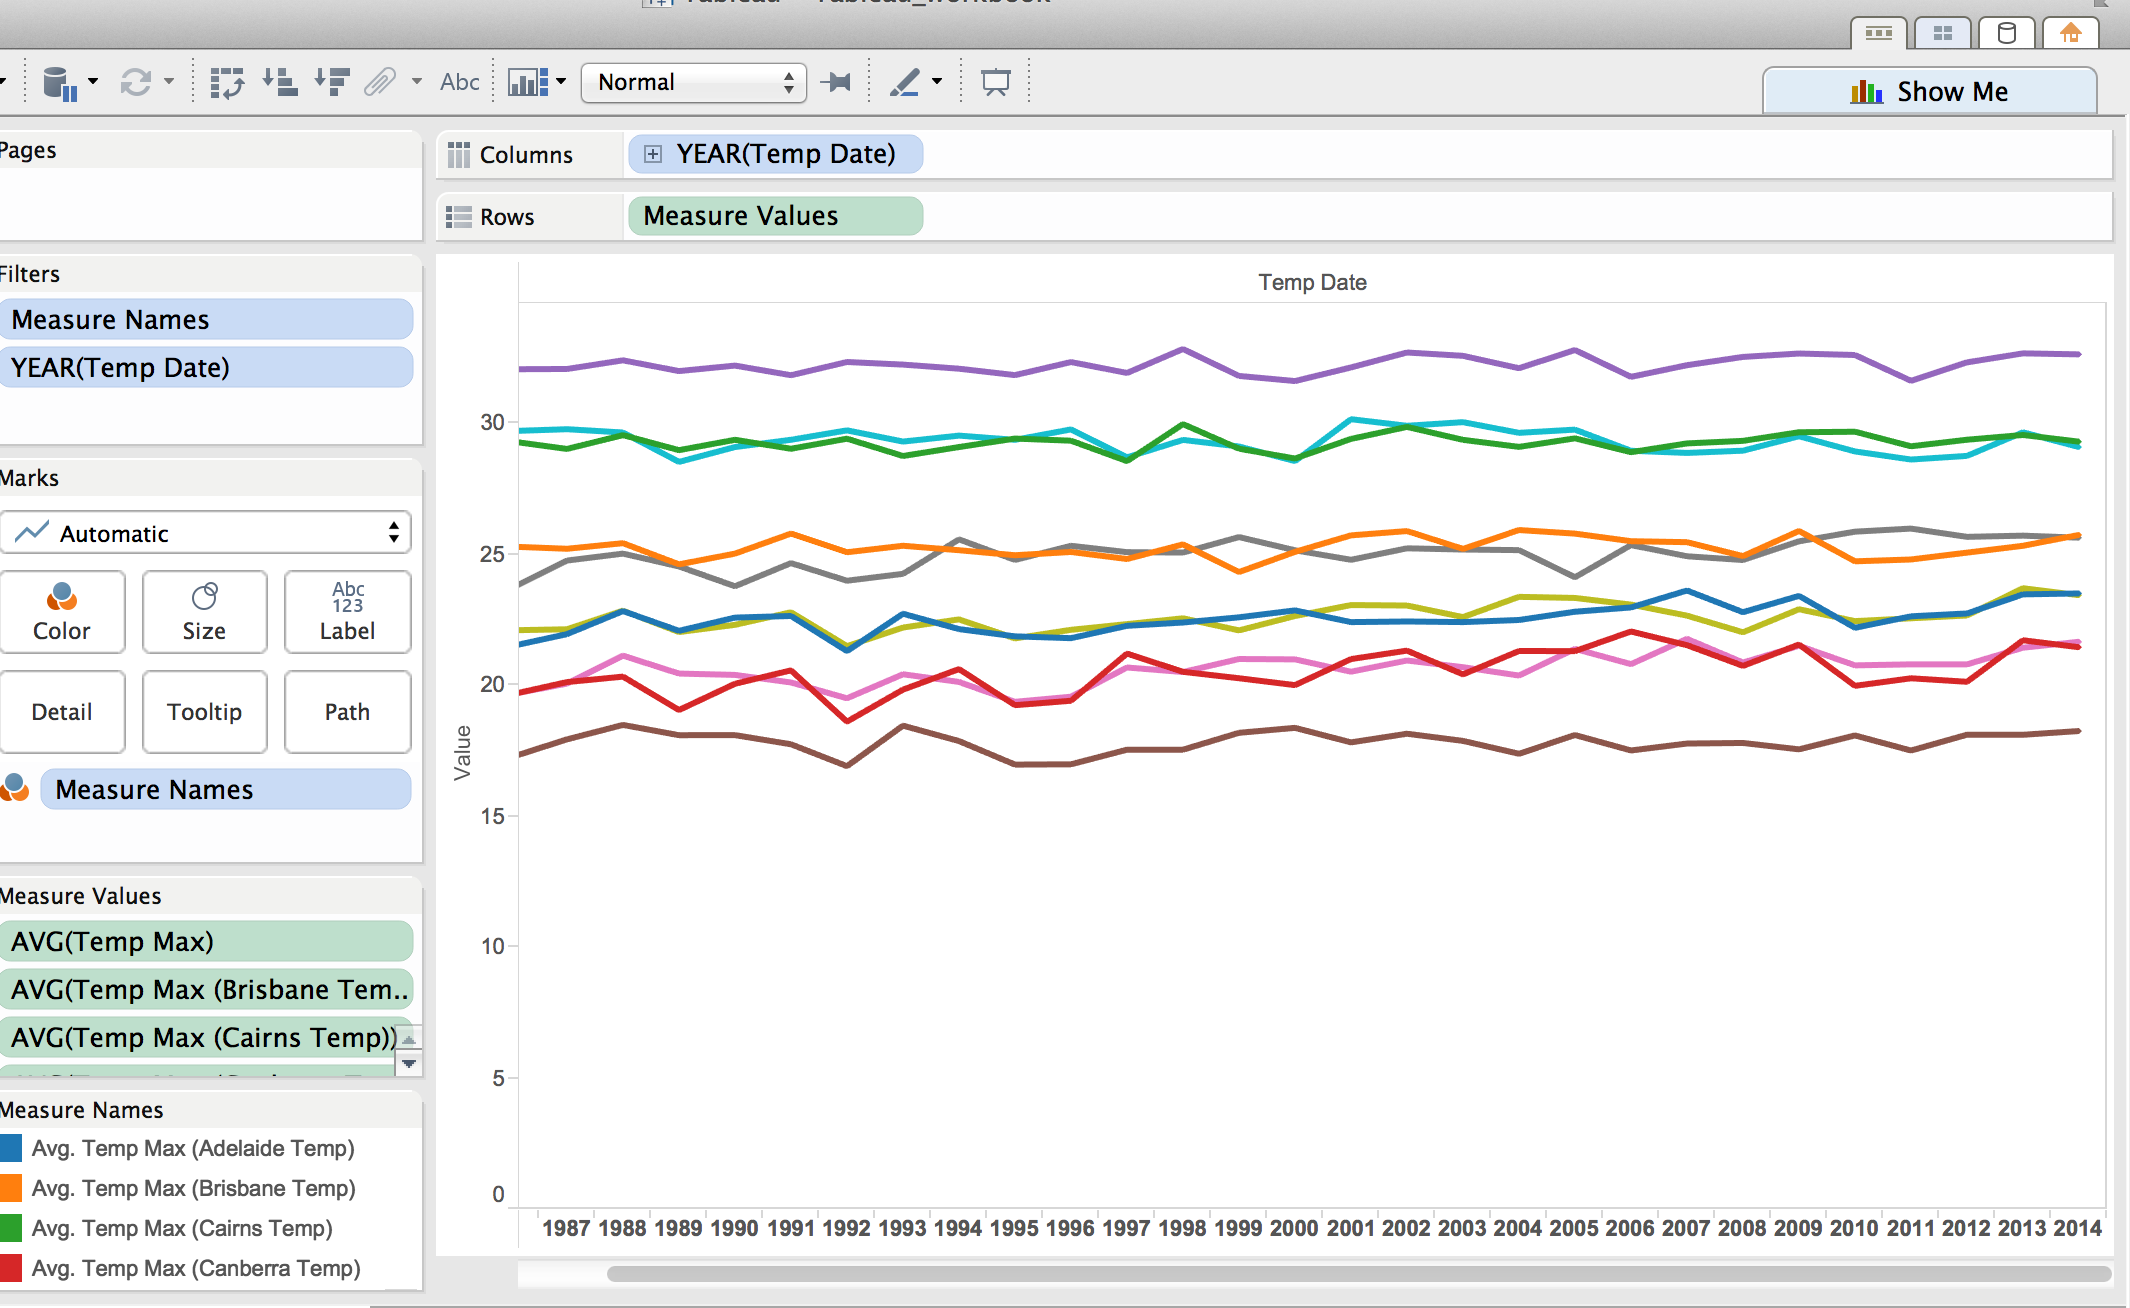 Tableau - Tableau_workbook
Abc
Normal
Show Me
Pages
Columns
YEAR(Temp Date)
Rows
Measure Values
Filters
Measure Names
YEAR(Temp Date)
Marks
Automatic
Color
Size
Abc
123
Label
Detail
Tooltip
Path
Measure Names
Measure Values
AVG(Temp Max)
AVG(Temp Max (Brisbane Tem..
AVG(Temp Max (Cairns Temp))
Measure Names
Avg. Temp Max (Adelaide Temp)
Avg. Temp Max (Brisbane Temp)
Avg. Temp Max (Cairns Temp)
Avg. Temp Max (Canberra Temp)
Temp Date
Value
30
25
20
15
10
5
0
1987 1988 1989 1990 1991 1992 1993 1994 1995 1996 1997 1998 1999 2000 2001 2002 2003 2004 2005 2006 2007 2008 2009 2010 2011 2012 2013 2014